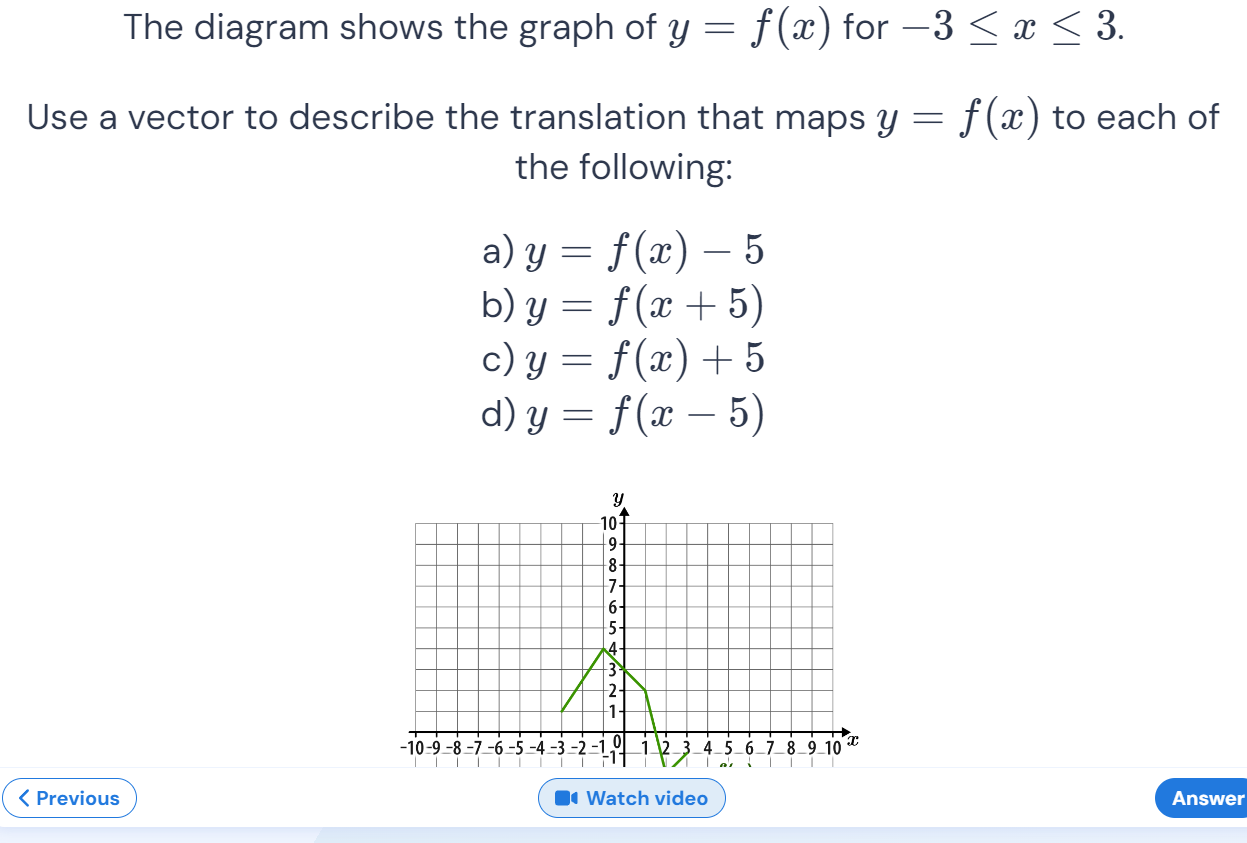 The diagram shows the graph of y = f(x) for −3 ≤ x ≤ 3.
Use a vector to describe the translation that maps y = f(x) to each of
the following:
a) y = f(x) − 5
b) y = f(x + 5)
c) y = f(x) + 5
d) y = f(x − 5)
y
10
9
8
7
6
5
4
3
2
1
-10 -9 -8 -7 -6 -5 -4 -3 -2 -1 0 1 2 3 4 5 6 7 8 9 10 x
-1
Previous
Watch video
Answer